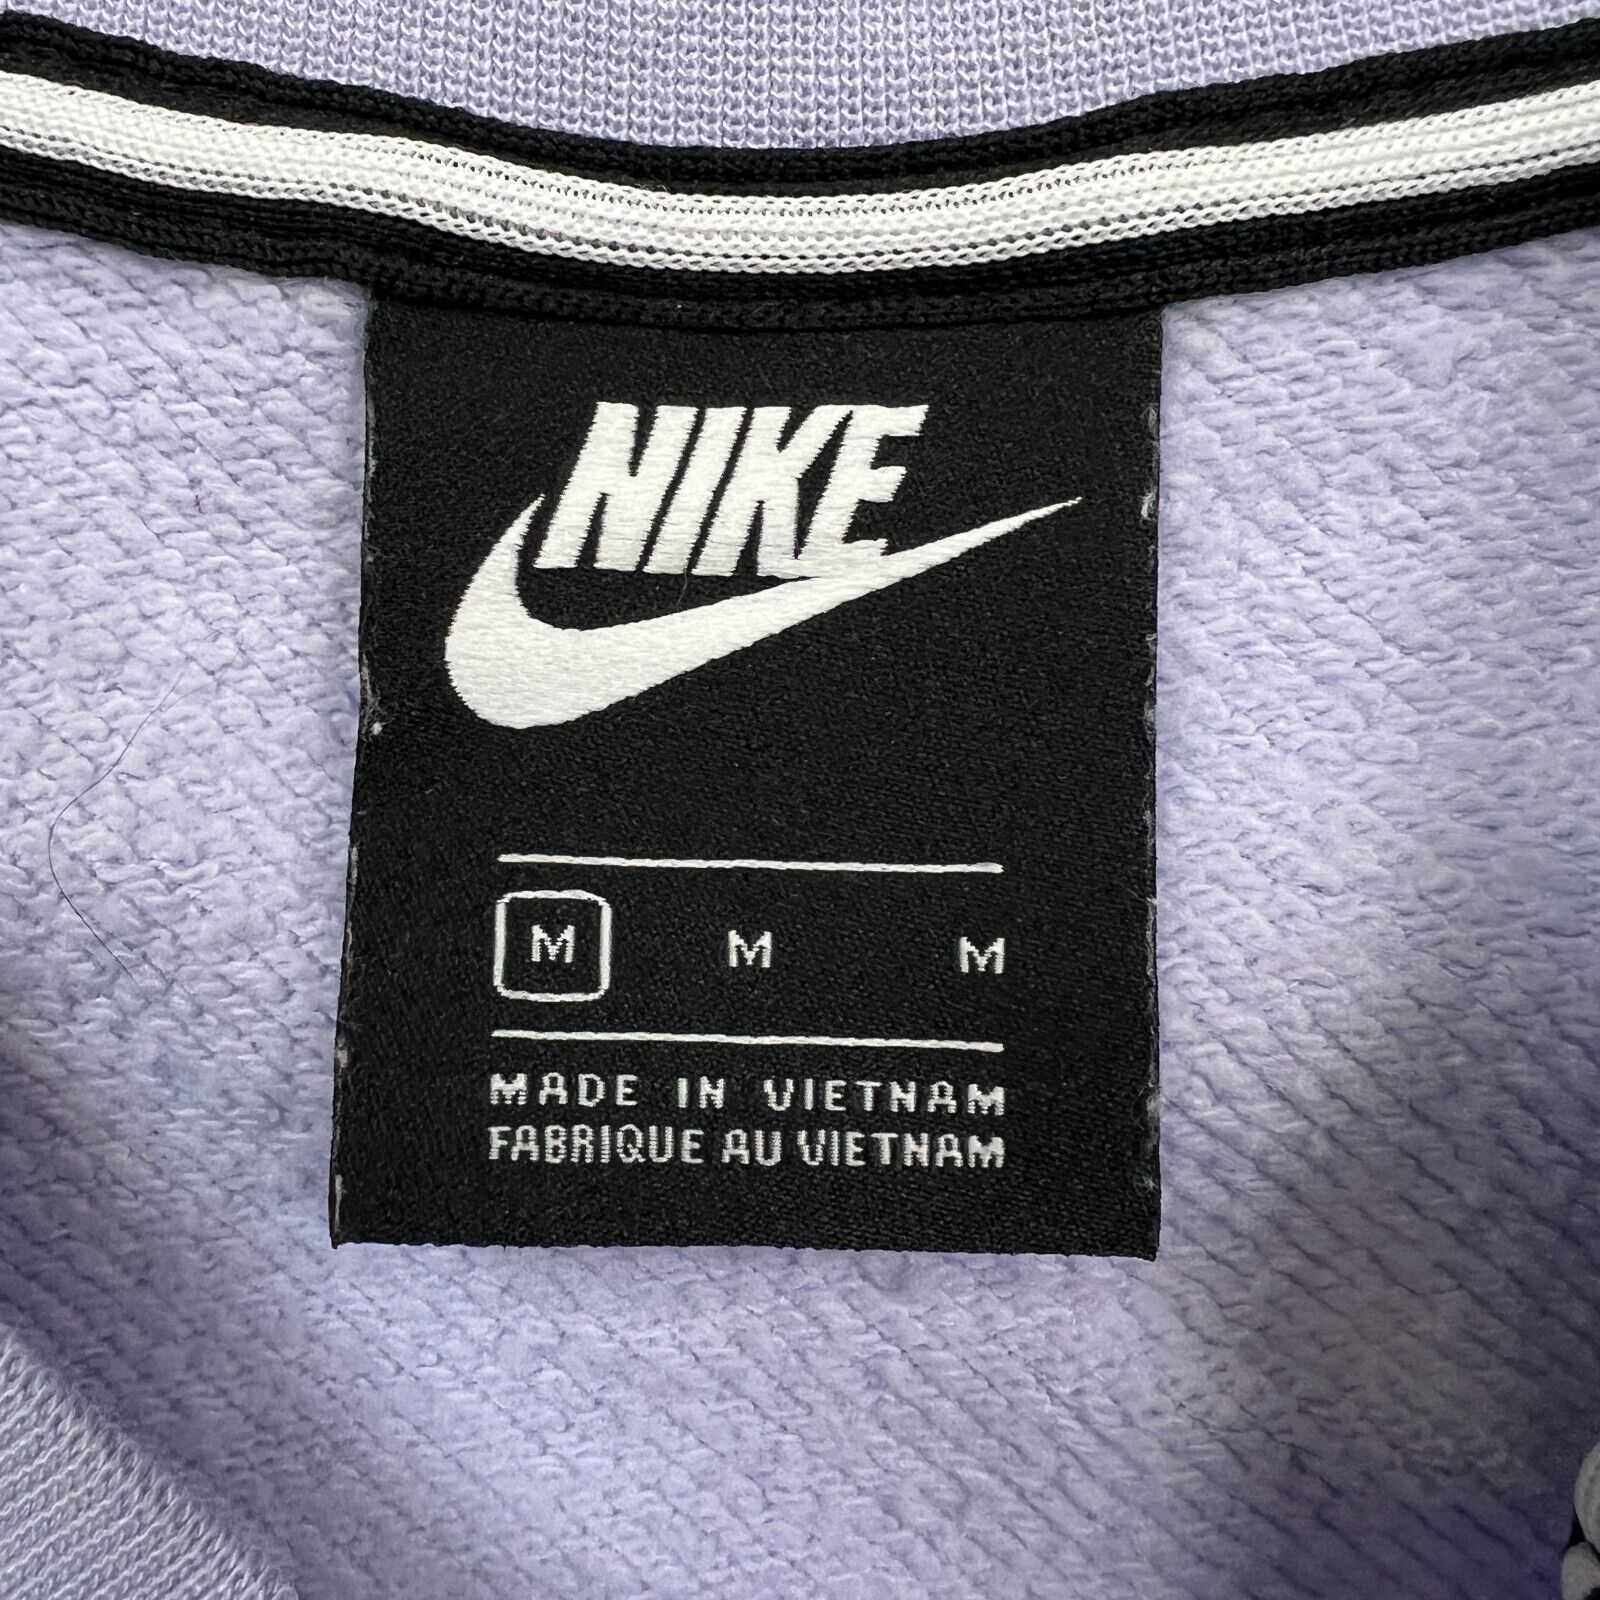 NIKE
M M M
MADE IN VIETNAM
FABRIQUE AU VIETNAM